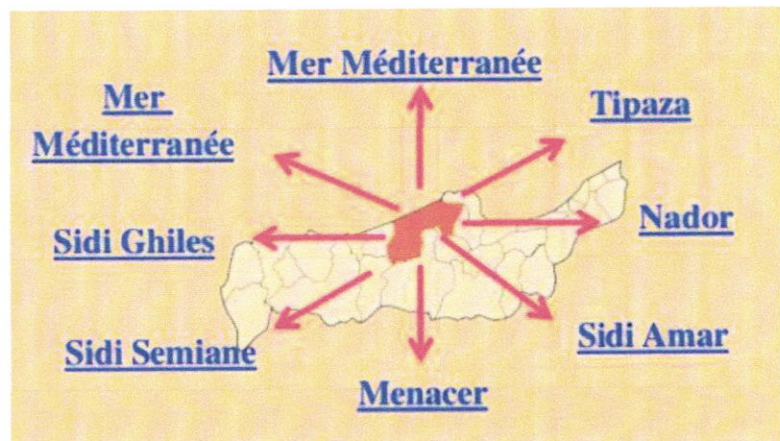 Mer Méditerranée
Mer
Méditerranée
Tipaza
Sidi Ghiles
Nador
Sidi Semiane
Sidi Amar
Menacer